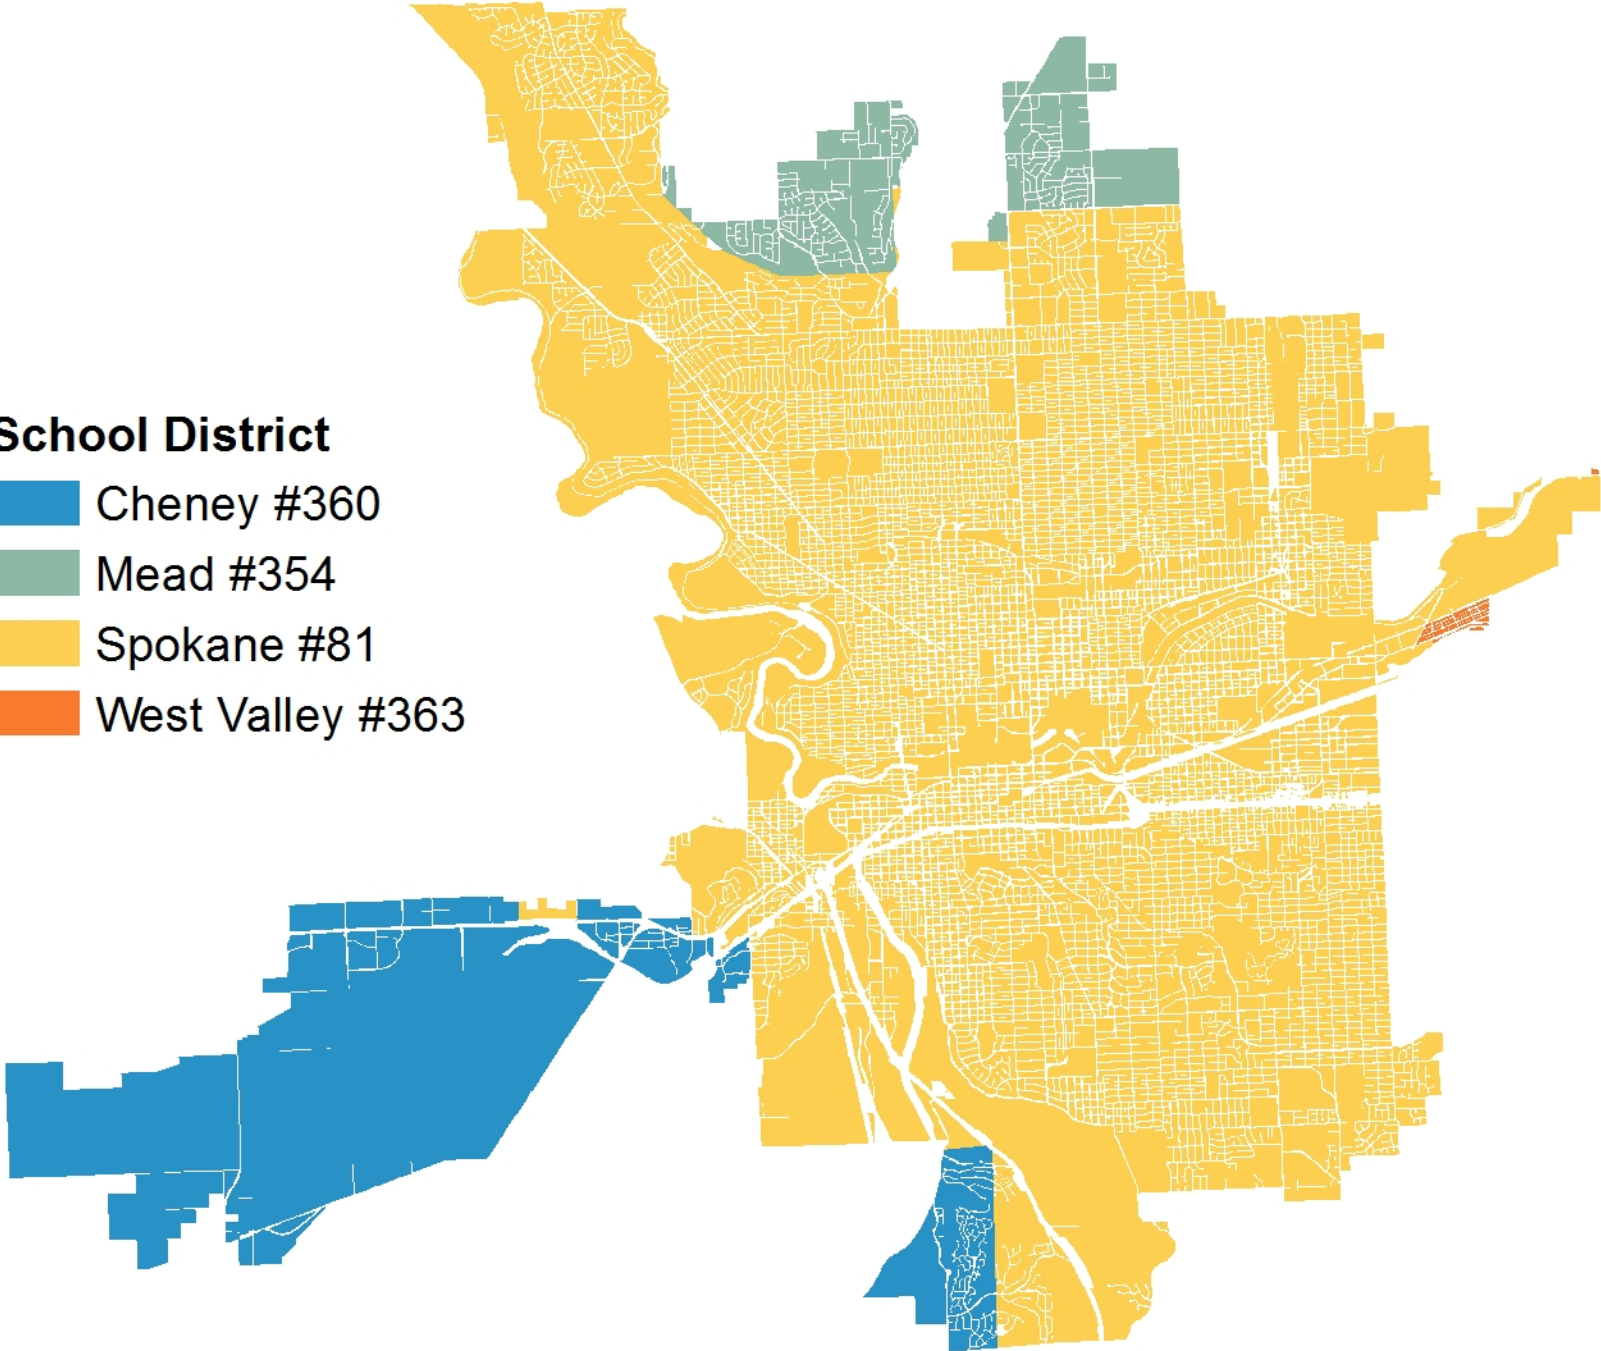 School District
Cheney #360
Mead #354
Spokane #81
West Valley #363